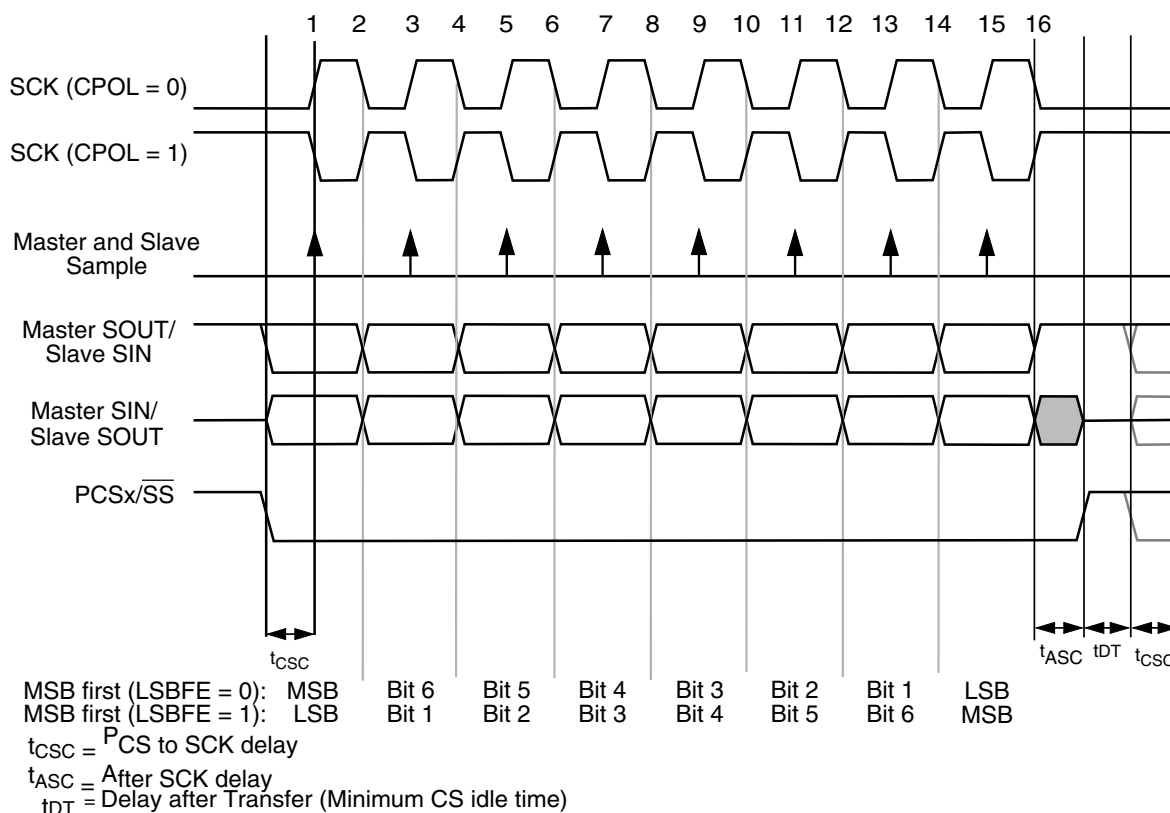 1 2 3 4 5 6 7 8 9 10 11 12 13 14 15 16
SCK (CPOL = 0)
SCK (CPOL = 1)
Master and Slave
Sample
Master SOUT/
Slave SIN
Master SIN/
Slave SOUT
PCSx/SS
tCSC
tASC tDT tCSC
MSB first (LSBFE = 0): MSB Bit 6 Bit 5 Bit 4 Bit 3 Bit 2 Bit 1 LSB
MSB first (LSBFE = 1): LSB Bit 1 Bit 2 Bit 3 Bit 4 Bit 5 Bit 6 MSB
tCSC = PCS to SCK delay
tASC = After SCK delay
tDT = Delay after Transfer (Minimum CS idle time)